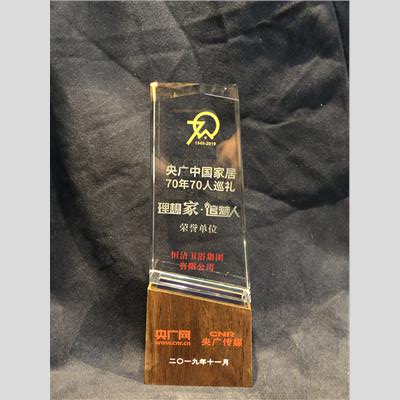 70
1949-2019
央广中国家居
70年70人巡礼
理想家·追梦人
荣誉单位
恒洁卫浴集团
有限公司
央广网 CNR
www.cnr.cn 央广传媒
二〇一九年十一月